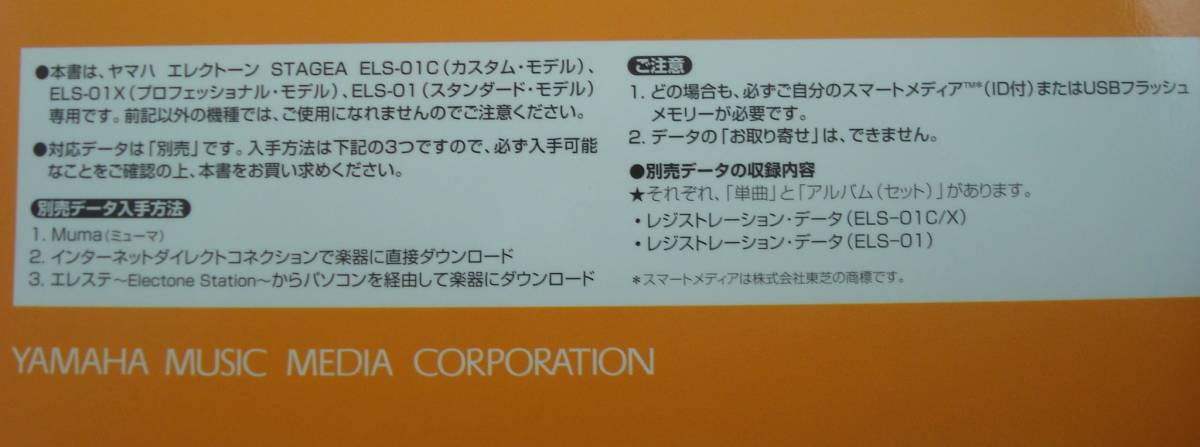 ●本書は、ヤマハ エレクトーン STAGEA ELS-01C(カスタム・モデル)、
ELS-01X(プロフェッショナル・モデル)、ELS-01(スタンダード・モデル)
専用です。前記以外の機種では、ご使用になれませんのでご注意ください。
●対応データは「別売」です。入手方法は下記の3つですので、必ず入手可能
なことをご確認の上、本書をお買い求めください。
別売データ入手方法
1. Muma(ミューマ)
2. インターネットダイレクトコネクションで楽器に直接ダウンロード
3. エレステ〜Electone Station〜からパソコンを経由して楽器にダウンロード
ご注意
1. どの場合も、必ずご自分のスマートメディア™*(ID付)またはUSBフラッシュ
メモリーが必要です。
2. データの「お取り寄せ」は、できません。
●別売データの収録内容
★それぞれ、「単曲」と「アルバム(セット)」があります。
・レジストレーション・データ(ELS-01C/X)
・レジストレーション・データ(ELS-01)
*スマートメディアは株式会社東芝の商標です。
YAMAHA MUSIC MEDIA CORPORATION